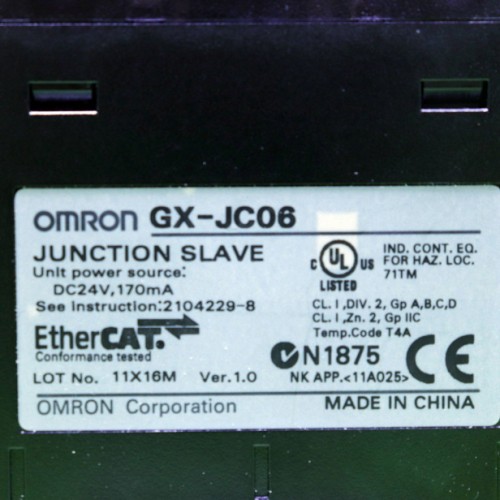 OMRON GX-JC06
JUNCTION SLAVE
Unit power source:
DC24V,170mA
See Instruction:2104229-8
c UL US
LISTED
IND. CONT. EQ.
FOR HAZ. LOC.
71TM
CL.I,DIV. 2, Gp A,B,C,D
CL.I,Zn. 2, Gp IIC
Temp.Code T4A
EtherCAT.
Conformance tested
N1875
CE
LOT No. 11X16M Ver.1.0
NK APP.<11A025>
OMRON Corporation
MADE IN CHINA